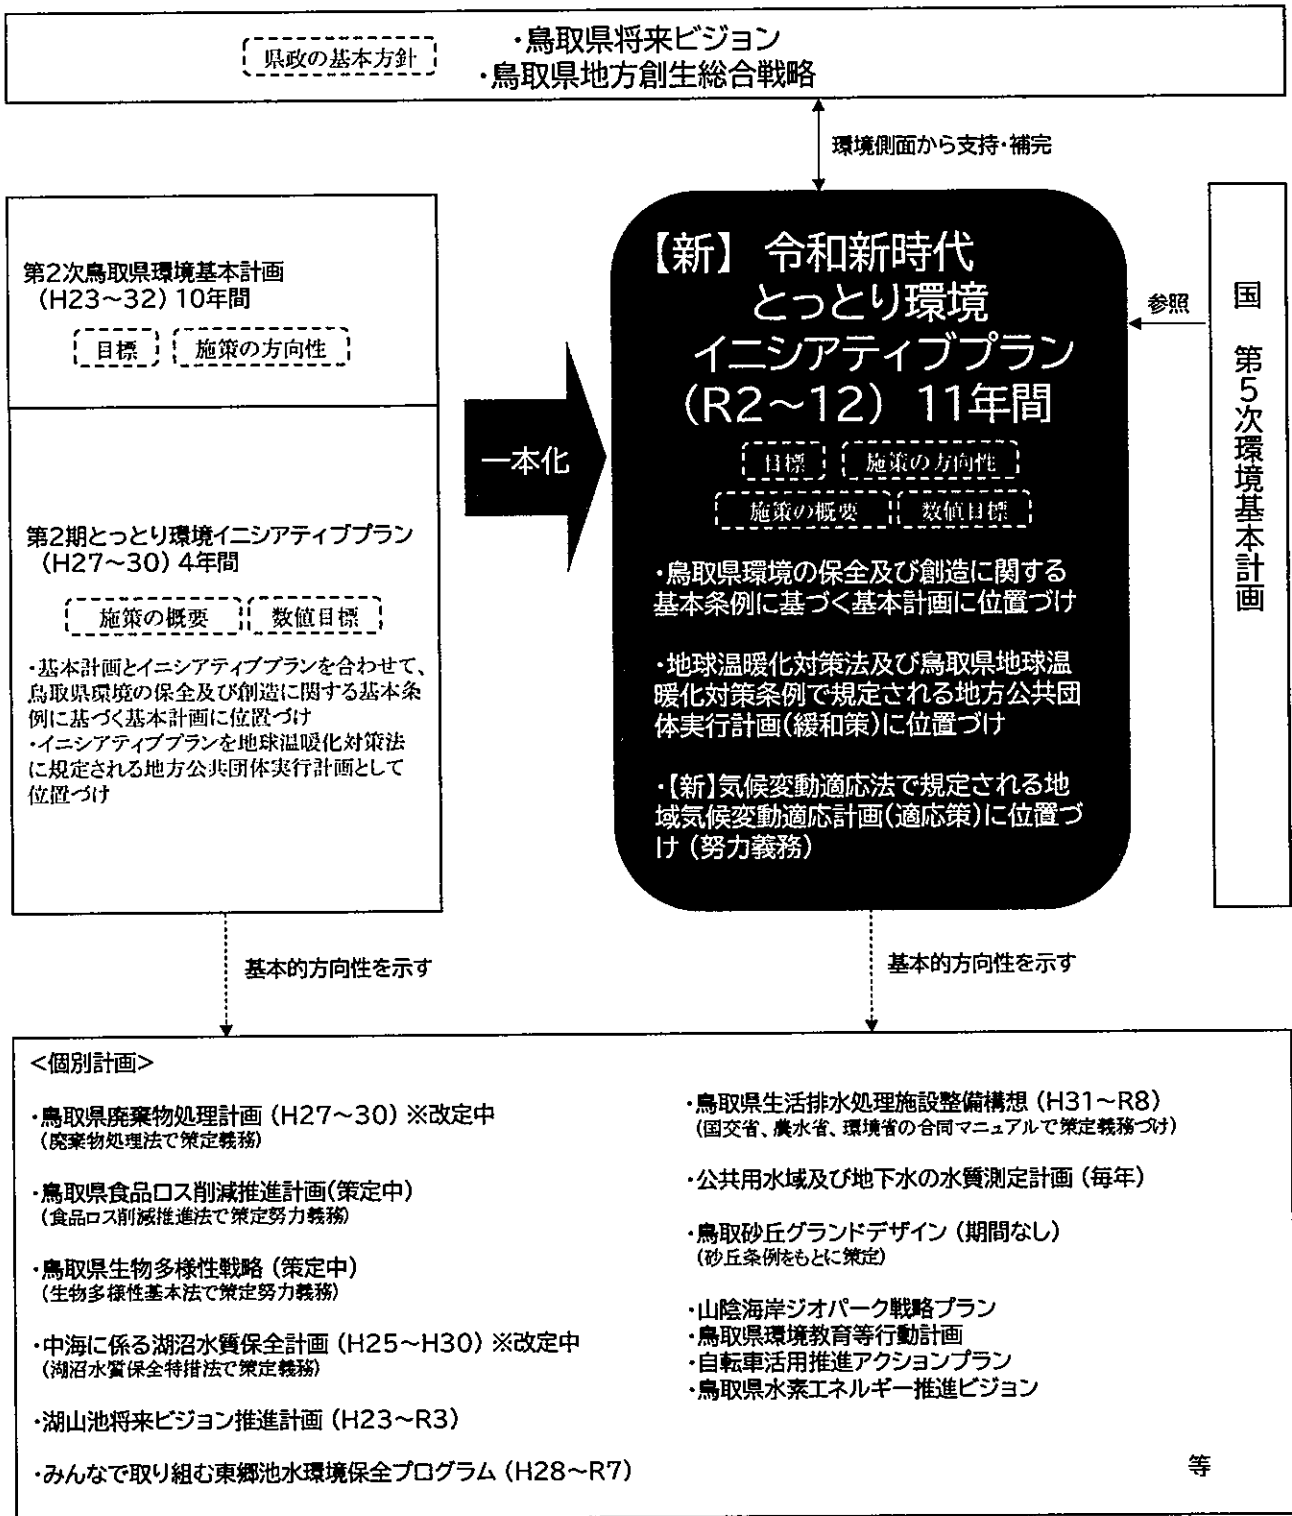 県政の基本方針
・鳥取県将来ビジョン
・鳥取県地方創生総合戦略
環境側面から支持・補完
第2次鳥取県環境基本計画
（H23～32）10年間
目標
施策の方向性
第2期とっとり環境イニシアティブプラン
（H27～30）4年間
施策の概要
数値目標
・基本計画とイニシアティブプランを合わせて、
鳥取県環境の保全及び創造に関する基本条
例に基づく基本計画に位置づけ
・イニシアティブプランを地球温暖化対策法
に規定される地方公共団体実行計画として
位置づけ
一本化
【新】 令和新時代
とっとり環境
イニシアティブプラン
（R2～12） 11年間
目標
施策の方向性
施策の概要
数値目標
・鳥取県環境の保全及び創造に関する
基本条例に基づく基本計画に位置づけ
・地球温暖化対策法及び鳥取県地球温
暖化対策条例で規定される地方公共団
体実行計画(緩和策)に位置づけ
・【新】気候変動適応法で規定される地
域気候変動適応計画(適応策)に位置づ
け（努力義務）
参照
国 第5次環境基本計画
基本的方向性を示す
基本的方向性を示す
<個別計画>
・鳥取県廃棄物処理計画（H27～30）※改定中
（廃棄物処理法で策定義務）
・鳥取県食品ロス削減推進計画(策定中)
（食品ロス削減推進法で策定努力義務）
・鳥取県生物多様性戦略（策定中）
（生物多様性基本法で策定努力義務）
・中海に係る湖沼水質保全計画（H25～H30）※改定中
（湖沼水質保全特措法で策定義務）
・湖山池将来ビジョン推進計画（H23～R3）
・みんなで取り組む東郷池水環境保全プログラム（H28～R7）
・鳥取県生活排水処理施設整備構想（H31～R8）
（国交省、農水省、環境省の合同マニュアルで策定義務づけ）
・公共用水域及び地下水の水質測定計画（毎年）
・鳥取砂丘グランドデザイン（期間なし）
（砂丘条例をもとに策定）
・山陰海岸ジオパーク戦略プラン
・鳥取県環境教育等行動計画
・自転車活用推進アクションプラン
・鳥取県水素エネルギー推進ビジョン
等